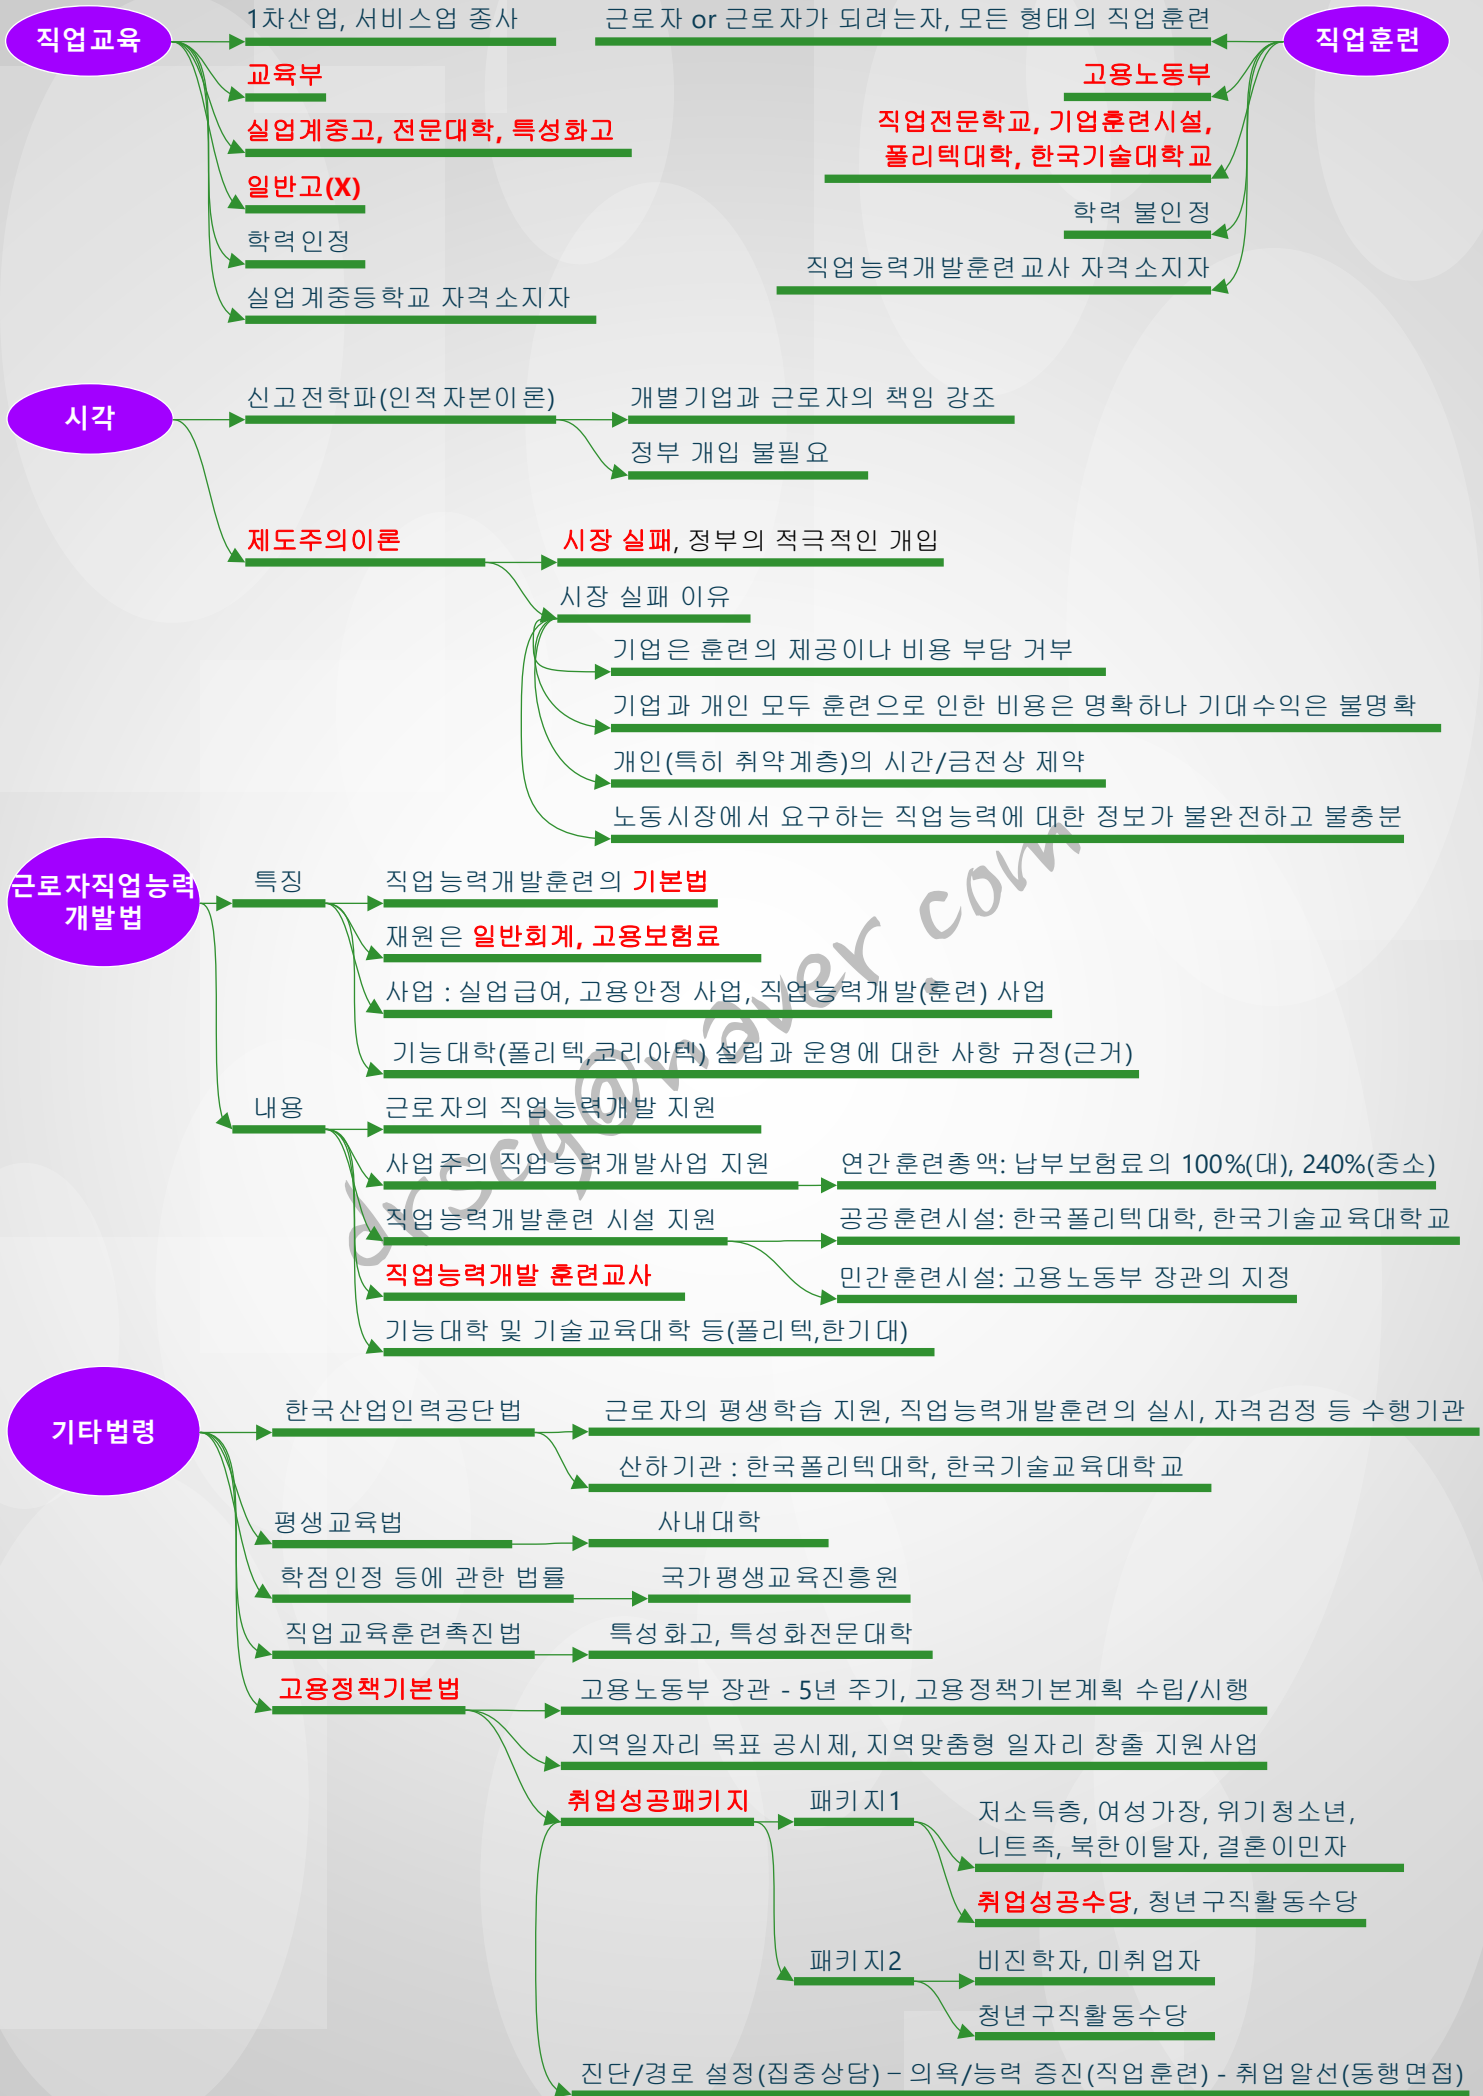 직업교육
1차산업, 서비스업 종사
교육부
실업계중고, 전문대학, 특성화고
일반고(X)
학력인정
실업계중등학교 자격소지자
직업훈련
근로자 or 근로자가 되려는자, 모든 형태의 직업훈련
고용노동부
직업전문학교, 기업훈련시설,
폴리텍대학, 한국기술대학교
학력 불인정
직업능력개발훈련교사 자격소지자
시각
신고전학파(인적자본이론)
개별기업과 근로자의 책임 강조
정부 개입 불필요
제도주의이론
시장 실패, 정부의 적극적인 개입
시장 실패 이유
기업은 훈련의 제공이나 비용 부담 거부
기업과 개인 모두 훈련으로 인한 비용은 명확하나 기대수익은 불명확
개인(특히 취약계층)의 시간/금전상 제약
노동시장에서 요구하는 직업능력에 대한 정보가 불완전하고 불충분
근로자직업능력
개발법
특징
직업능력개발훈련의 기본법
재원은 일반회계, 고용보험료
사업 : 실업급여, 고용안정 사업, 직업능력개발(훈련) 사업
기능대학(폴리텍,코리아텍) 설립과 운영에 대한 사항 규정(근거)
내용
근로자의 직업능력개발 지원
사업주의 직업능력개발사업 지원
연간훈련총액: 납부보험료의 100%(대), 240%(중소)
직업능력개발훈련 시설 지원
공공훈련시설: 한국폴리텍대학, 한국기술교육대학교
민간훈련시설: 고용노동부 장관의 지정
직업능력개발 훈련교사
기능대학 및 기술교육대학 등(폴리텍,한기대)
drscg@naver.com
기타법령
한국산업인력공단법
근로자의 평생학습 지원, 직업능력개발훈련의 실시, 자격검정 등 수행기관
산하기관 : 한국폴리텍대학, 한국기술교육대학교
평생교육법
사내대학
학점인정 등에 관한 법률
국가평생교육진흥원
직업교육훈련촉진법
특성화고, 특성화전문대학
고용정책기본법
고용노동부 장관 - 5년 주기, 고용정책기본계획 수립/시행
지역일자리 목표 공시제, 지역맞춤형 일자리 창출 지원사업
취업성공패키지
패키지1
저소득층, 여성가장, 위기청소년,
니트족, 북한이탈자, 결혼이민자
취업성공수당, 청년구직활동수당
패키지2
비진학자, 미취업자
청년구직활동수당
진단/경로 설정(집중상담) – 의욕/능력 증진(직업훈련) - 취업알선(동행면접)